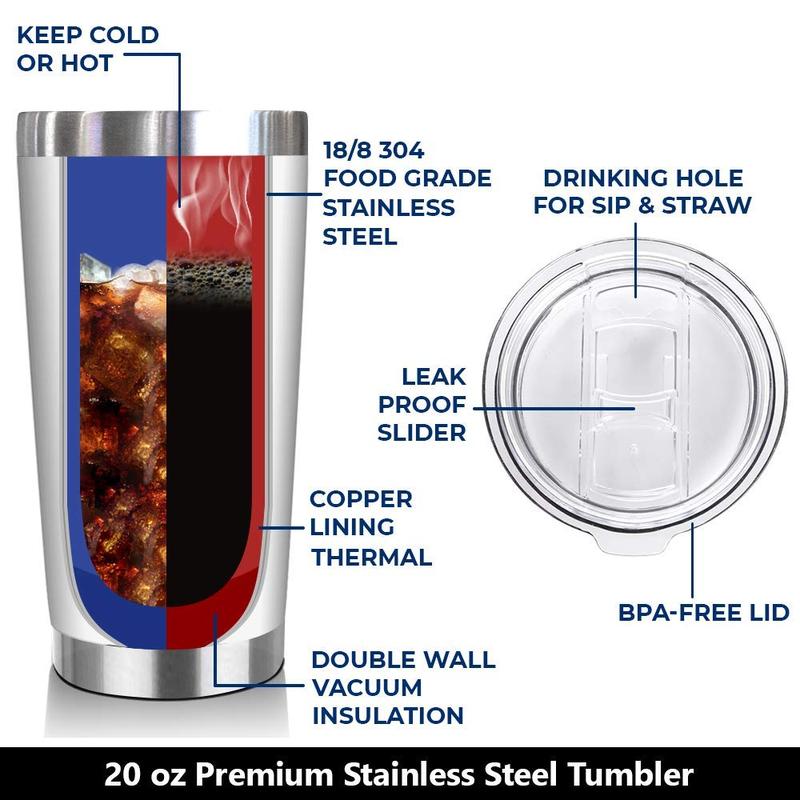 KEEP COLD
OR HOT
18/8 304
FOOD GRADE
STAINLESS
STEEL
DRINKING HOLE
FOR SIP & STRAW
LEAK
PROOF
SLIDER
COPPER
LINING
THERMAL
BPA-FREE LID
DOUBLE WALL
VACUUM
INSULATION
20 oz Premium Stainless Steel Tumbler